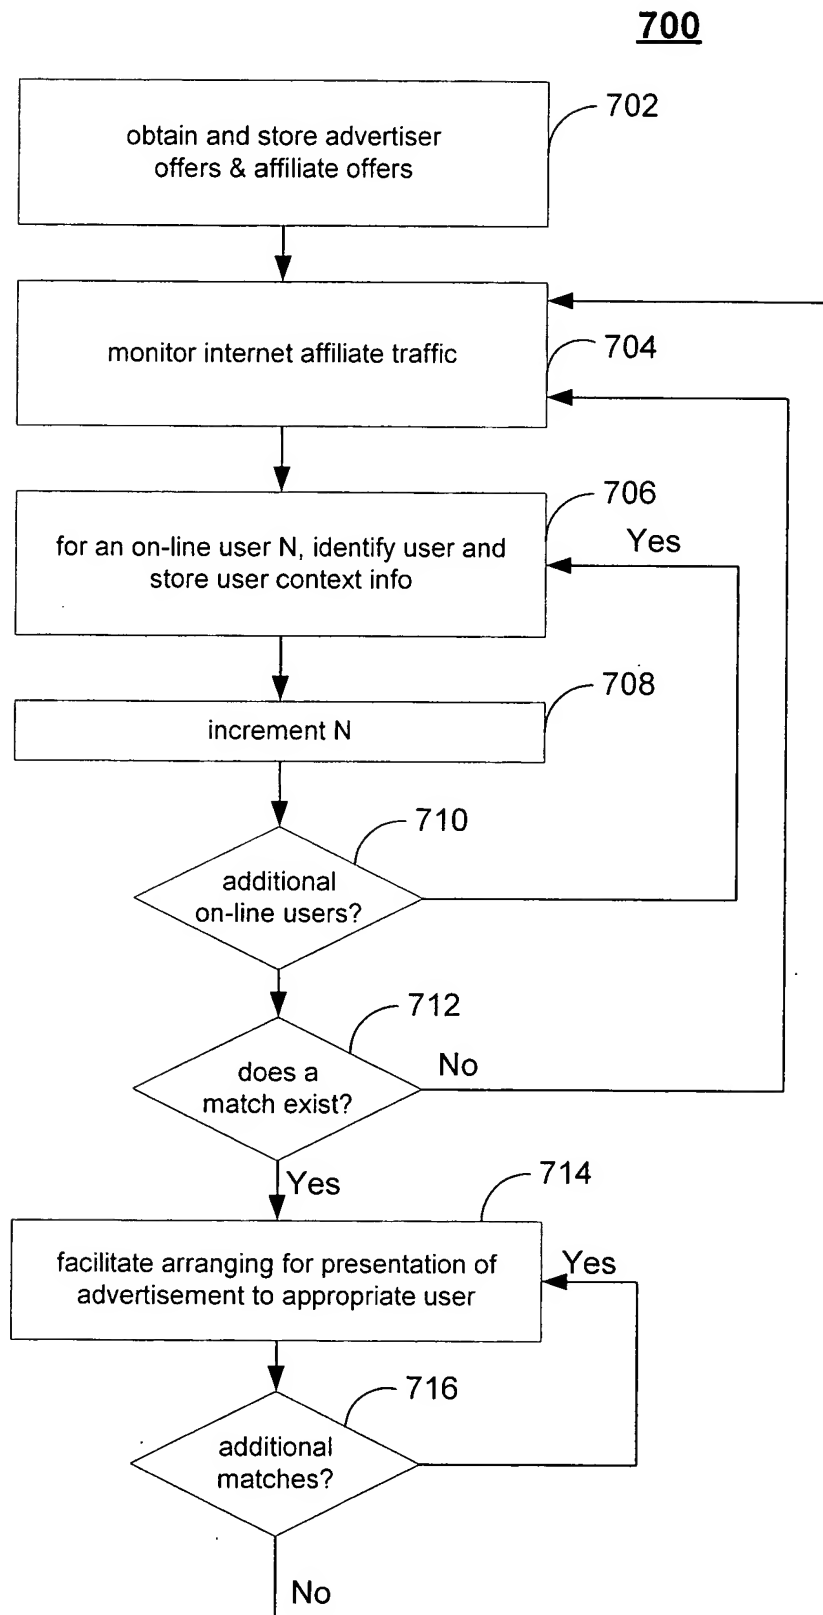 700
702
obtain and store advertiser
offers & affiliate offers
704
monitor internet affiliate traffic
706
Yes
for an on-line user N, identify user and
store user context info
708
increment N
710
additional
on-line users?
712
No
does a
match exist?
Yes
714
facilitate arranging for presentation of
advertisement to appropriate user
Yes
716
additional
matches?
No